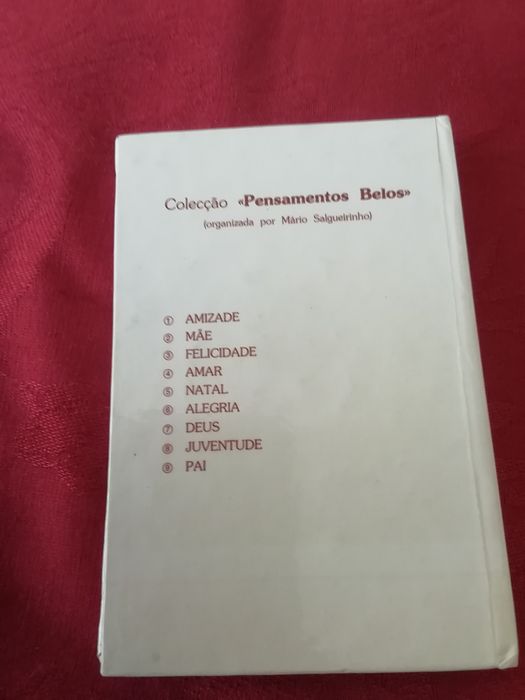 Colecção «Pensamentos Belos»
(organizada por Mário Salgueirinho)
① AMIZADE
② MÃE
③ FELICIDADE
④ AMAR
⑤ NATAL
⑥ ALEGRIA
⑦ DEUS
⑧ JUVENTUDE
⑨ PAI